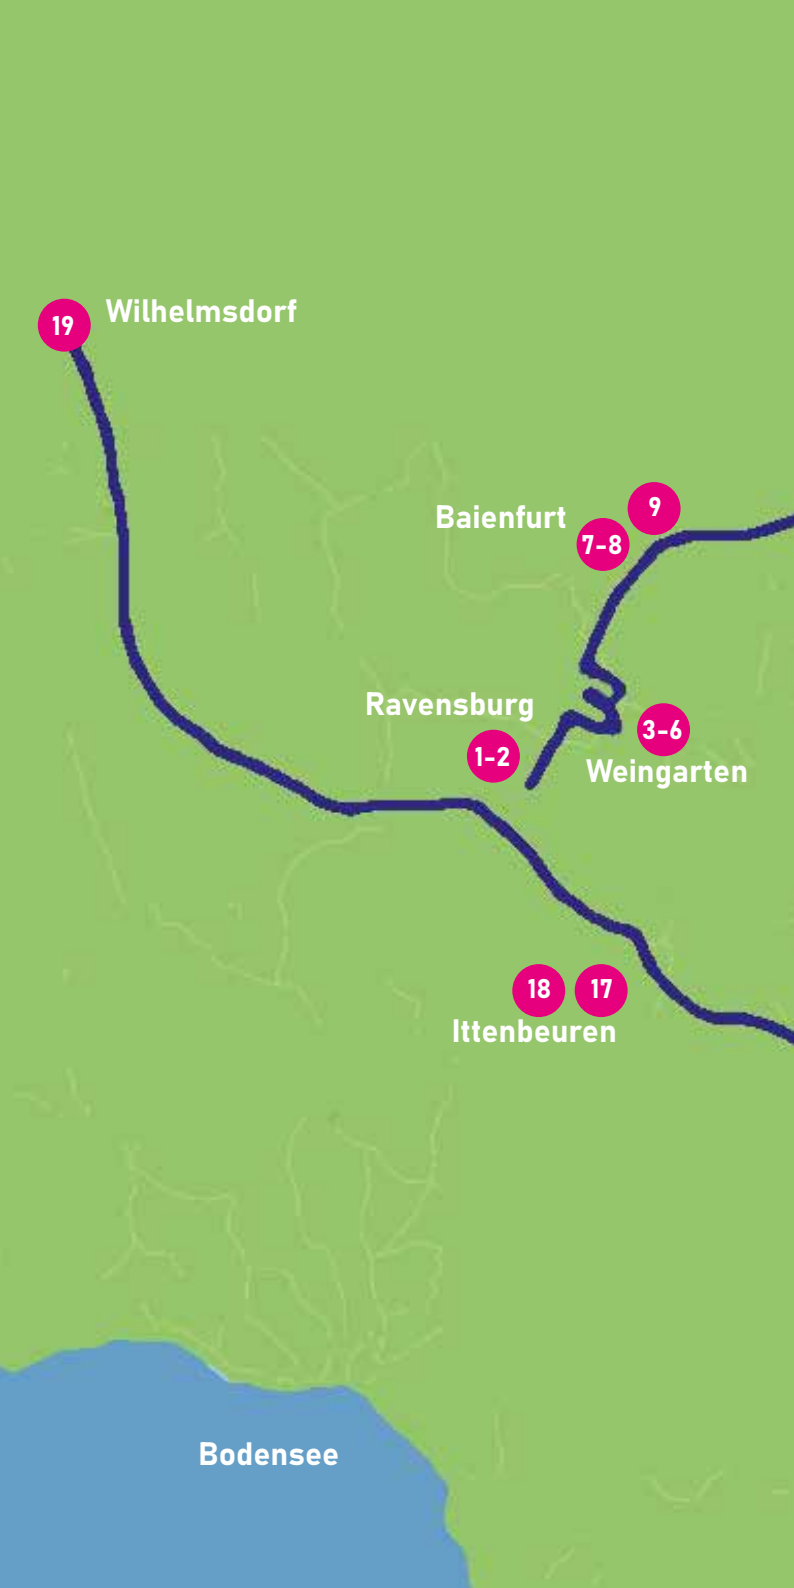 19
Wilhelmsdorf
9
Baienfurt
7-8
Ravensburg
3-6
1-2
Weingarten
18
17
Ittenbeuren
Bodensee